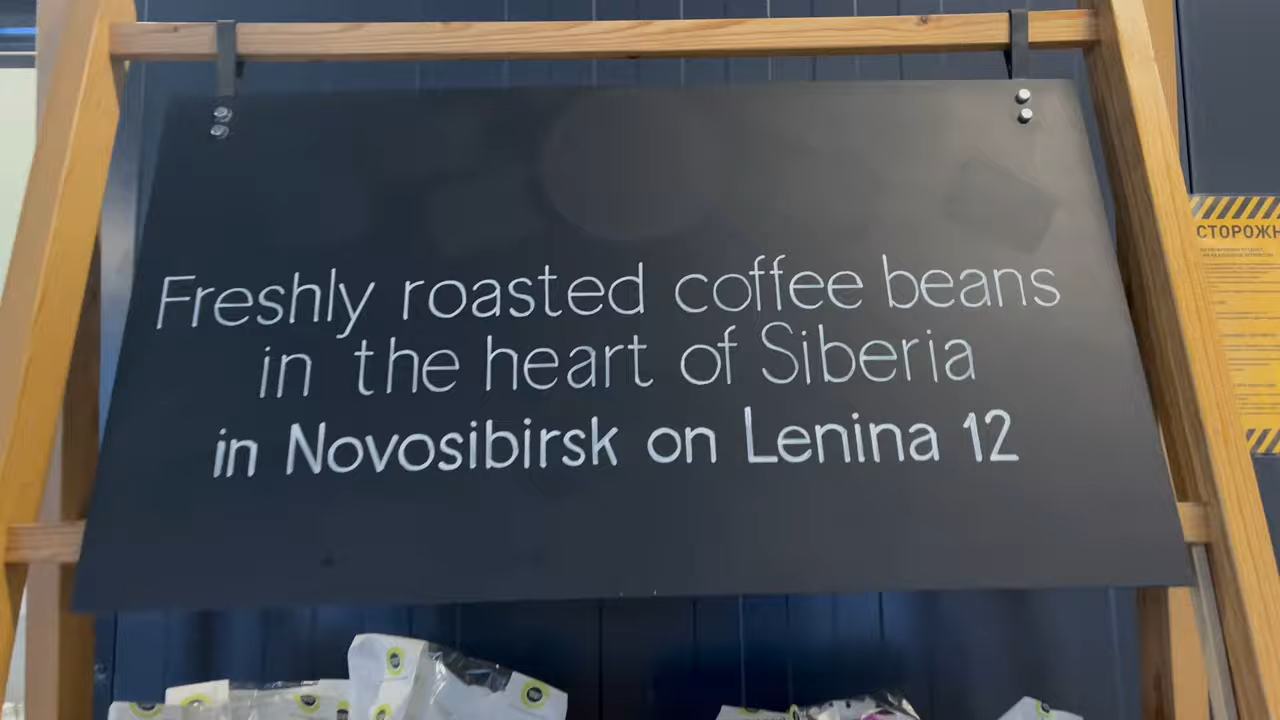 Freshly roasted coffee beans
in the heart of Siberia
in Novosibirsk on Lenina 12
СТОРОЖН